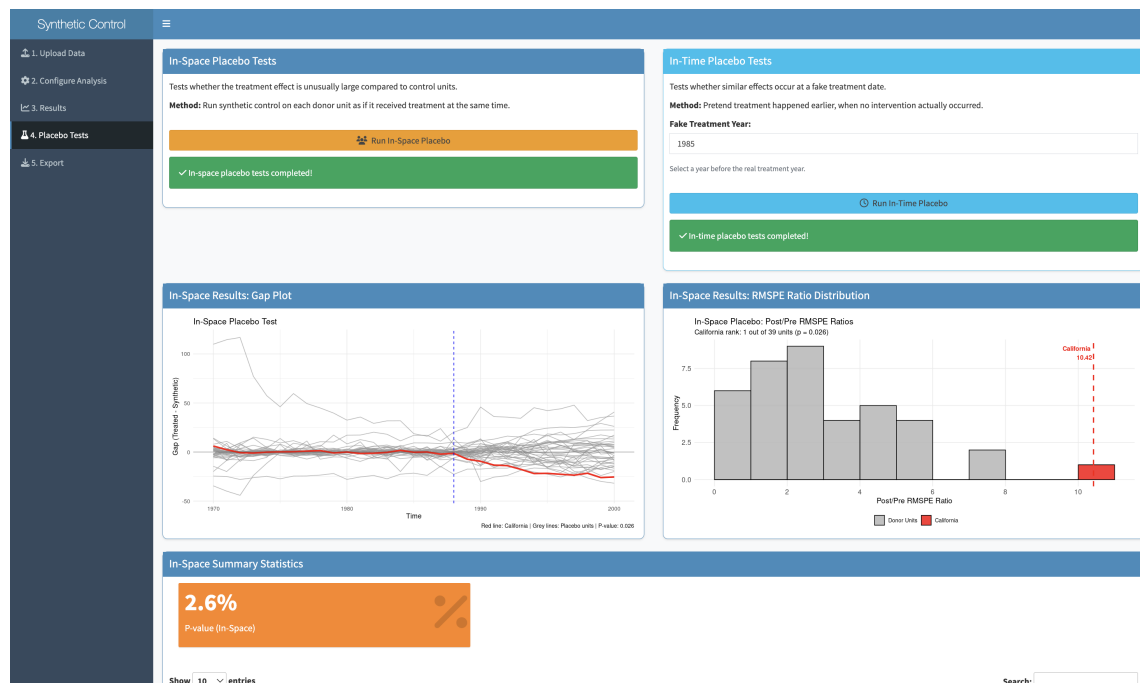 Synthetic Control
1. Upload Data
2. Configure Analysis
3. Results
4. Placebo Tests
5. Export
In-Space Placebo Tests
Tests whether the treatment effect is unusually large compared to control units.
Method: Run synthetic control on each donor unit as if it received treatment at the same time.
Run In-Space Placebo
In-space placebo tests completed!
In-Time Placebo Tests
Tests whether similar effects occur at a fake treatment date.
Method: Pretend treatment happened earlier, when no intervention actually occurred.
Fake Treatment Year:
1985
Select a year before the real treatment year.
Run In-Time Placebo
In-time placebo tests completed!
In-Space Results: Gap Plot
In-Space Placebo Test
Gap (Treated - Synthetic)
100
50
0
-50
1970
1980
1990
2000
Time
Red line: California | Grey lines: Placebo units | P-value: 0.026
In-Space Results: RMSPE Ratio Distribution
In-Space Placebo: Post/Pre RMSPE Ratios
California rank: 1 out of 39 units (p = 0.026)
California
10.42
Frequency
7.5
5.0
2.5
0.0
0
2
4
6
8
10
Post/Pre RMSPE Ratio
Donor Units
California
In-Space Summary Statistics
2.6%
P-value (In-Space)
Show 10 entries
Search: